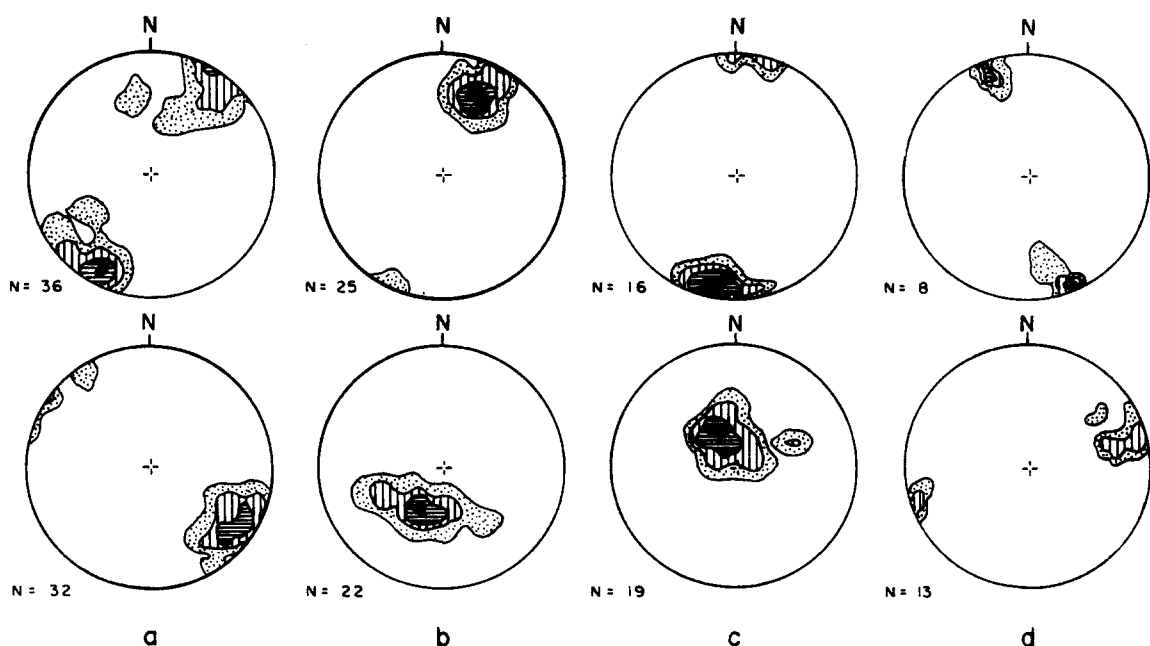 N N N N
N = 36 N = 25 N = 16 N = 8
N N N N
N = 32 N = 22 N = 19 N = 13
a b c d